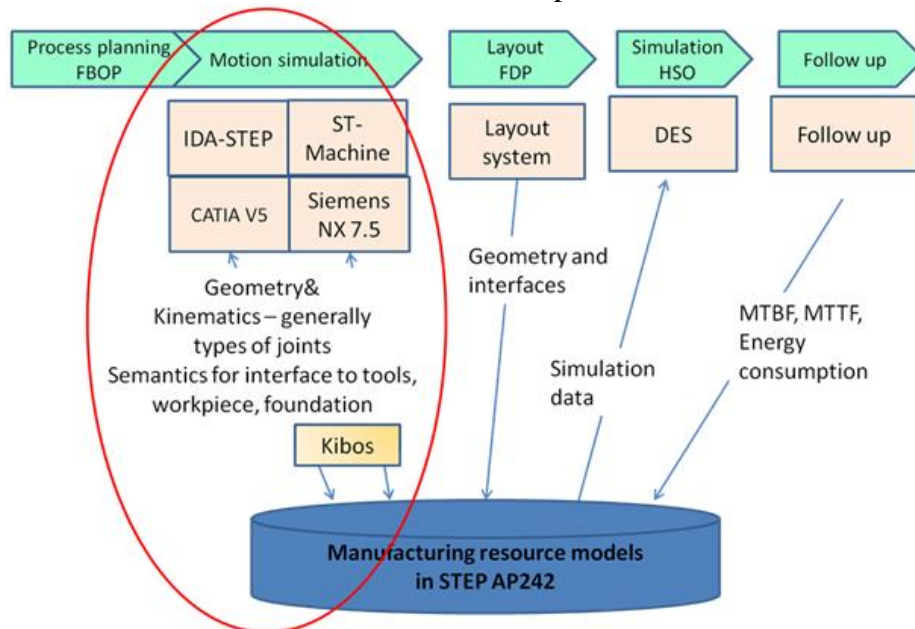 Process planning
FBOP
Motion simulation
Layout
FDP
Simulation
HSO
Follow up
IDA-STEP
ST-
Machine
CATIA V5
Siemens
NX 7.5
Layout
system
DES
Follow up
Geometry&
Kinematics – generally
types of joints
Semantics for interface to tools,
workpiece, foundation
Geometry and
interfaces
Simulation
data
MTBF, MTTF,
Energy
consumption
Kibos
Manufacturing resource models
in STEP AP242